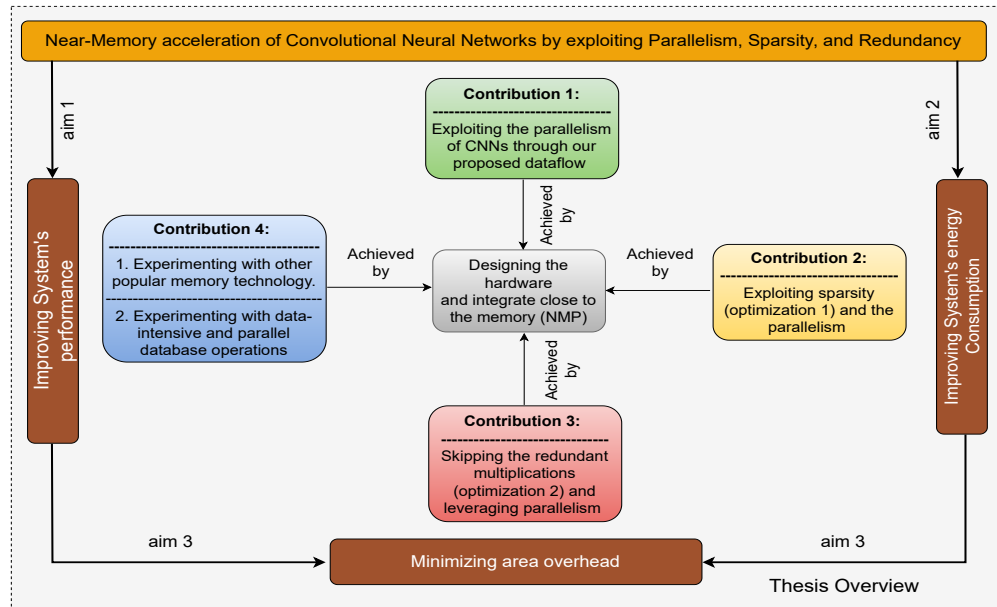 Near-Memory acceleration of Convolutional Neural Networks by exploiting Parallelism, Sparsity, and Redundancy
aim 1
aim 2
Contribution 1:
Exploiting the parallelism
of CNNs through our
proposed dataflow
Achieved
by
Improving System's
performance
Contribution 4:
1. Experimenting with other
popular memory technology.
2. Experimenting with data-
intensive and parallel
database operations
Achieved
by
Designing the
hardware
and integrate close to
the memory (NMP)
Achieved
by
Contribution 2:
Exploiting sparsity
(optimization 1) and the
parallelism
Improving System's energy
Consumption
Achieved
by
Contribution 3:
Skipping the redundant
multiplications
(optimization 2) and
leveraging parallelism
aim 3
Minimizing area overhead
aim 3
Thesis Overview